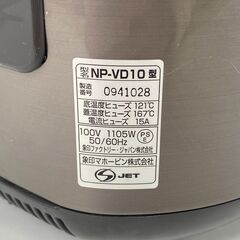 型名 NP-VD10 型
製造番号 0941028
底温度ヒューズ 121℃
蓋温度ヒューズ 167℃
電流ヒューズ 15A
100V 1105W
50/60Hz
PSE
象印ファクトリー・ジャパン株式会社
象印マホービン株式会社
S JET